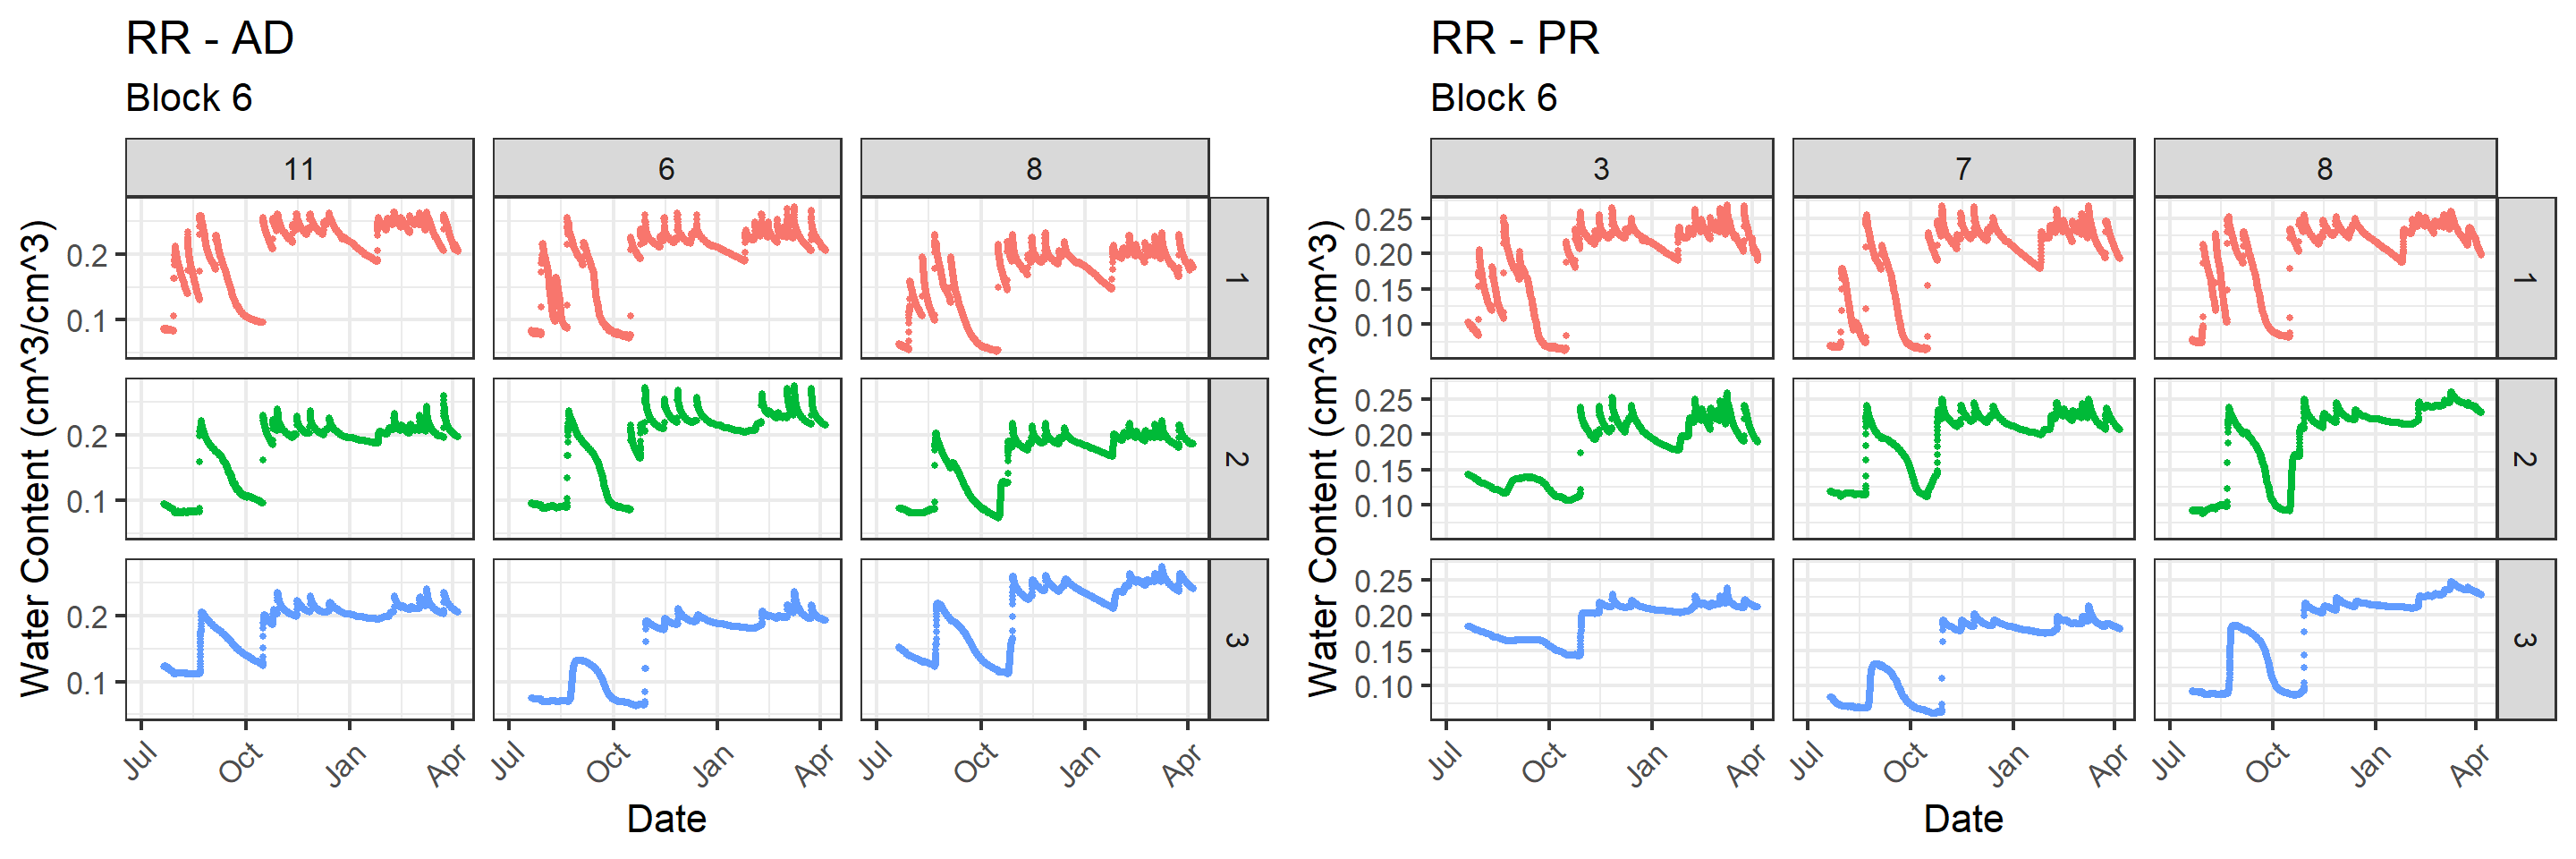 RR - AD
Block 6
11
6
8
Water Content (cm^3/cm^3)
0.2
0.1
1
0.2
0.1
2
0.2
0.1
3
Jul
Oct
Jan
Apr
Jul
Oct
Jan
Apr
Jul
Oct
Jan
Apr
Date
RR - PR
Block 6
3
7
8
Water Content (cm^3/cm^3)
0.25
0.20
0.15
0.10
1
0.25
0.20
0.15
0.10
2
0.25
0.20
0.15
0.10
3
Jul
Oct
Jan
Apr
Jul
Oct
Jan
Apr
Jul
Oct
Jan
Apr
Date